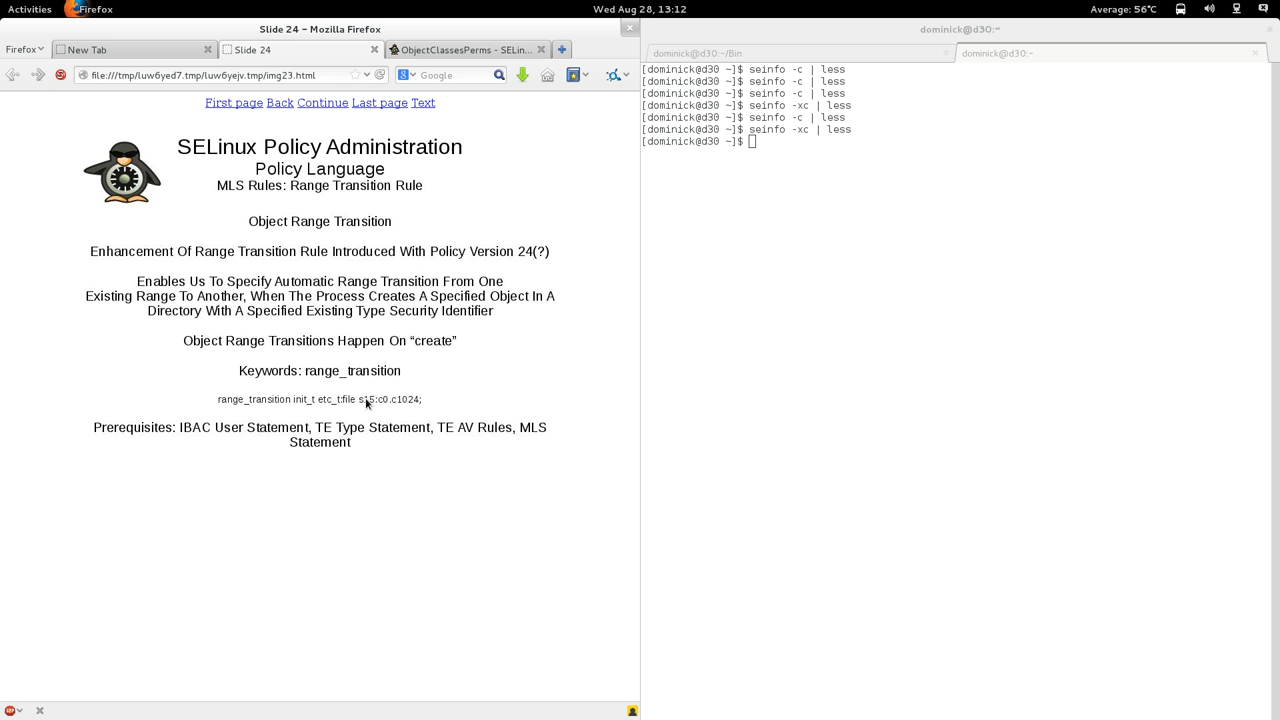 Activities Firefox Wed Aug 28, 13:12 Average: 56°C
Slide 24 - Mozilla Firefox
Firefox New Tab Slide 24 ObjectClassesPerms - SELin...
file:///tmp/luw6yed7.tmp/luw6yejv.tmp/img23.html Google
First page Back Continue Last page Text
SELinux Policy Administration
Policy Language
MLS Rules: Range Transition Rule
Object Range Transition
Enhancement Of Range Transition Rule Introduced With Policy Version 24(?)
Enables Us To Specify Automatic Range Transition From One
Existing Range To Another, When The Process Creates A Specified Object In A
Directory With A Specified Existing Type Security Identifier
Object Range Transitions Happen On “create”
Keywords: range_transition
range_transition init_t etc_t:file s15:c0.c1024;
Prerequisites: IBAC User Statement, TE Type Statement, TE AV Rules, MLS
Statement
dominick@d30:~
dominick@d30:~/Bin dominick@d30:~
[dominick@d30 ~]$ seinfo -c | less
[dominick@d30 ~]$ seinfo -c | less
[dominick@d30 ~]$ seinfo -c | less
[dominick@d30 ~]$ seinfo -xc | less
[dominick@d30 ~]$ seinfo -c | less
[dominick@d30 ~]$ seinfo -xc | less
[dominick@d30 ~]$